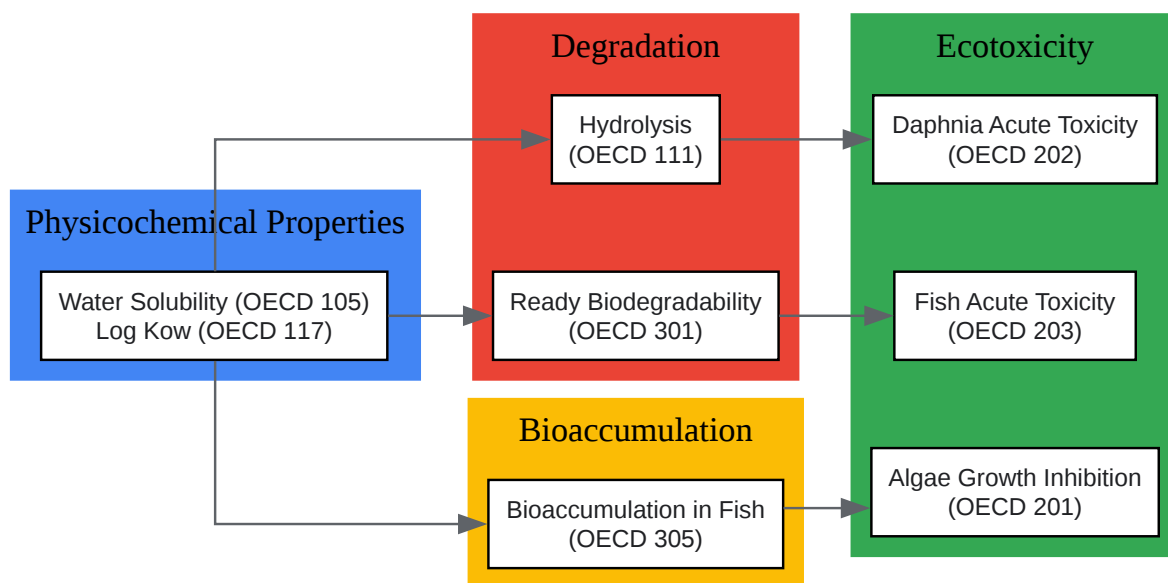 Physicochemical Properties
Water Solubility (OECD 105)
Log Kow (OECD 117)
Degradation
Hydrolysis
(OECD 111)
Ready Biodegradability
(OECD 301)
Bioaccumulation
Bioaccumulation in Fish
(OECD 305)
Ecotoxicity
Daphnia Acute Toxicity
(OECD 202)
Fish Acute Toxicity
(OECD 203)
Algae Growth Inhibition
(OECD 201)